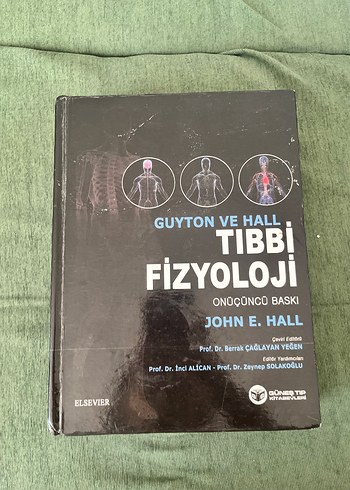 GUYTON VE HALL
TIBBİ
FİZYOLOJİ
ONÜÇÜNCÜ BASKI
JOHN E. HALL
Çeviri Editörü
Prof. Dr. Berrak ÇAĞLAYAN YEĞEN
Editör Yardımcıları
Prof. Dr. İnci ALİCAN - Prof. Dr. Zeynep SOLAKOĞLU
ELSEVIER
GÜNEŞ TIP
KİTABEVLERİ